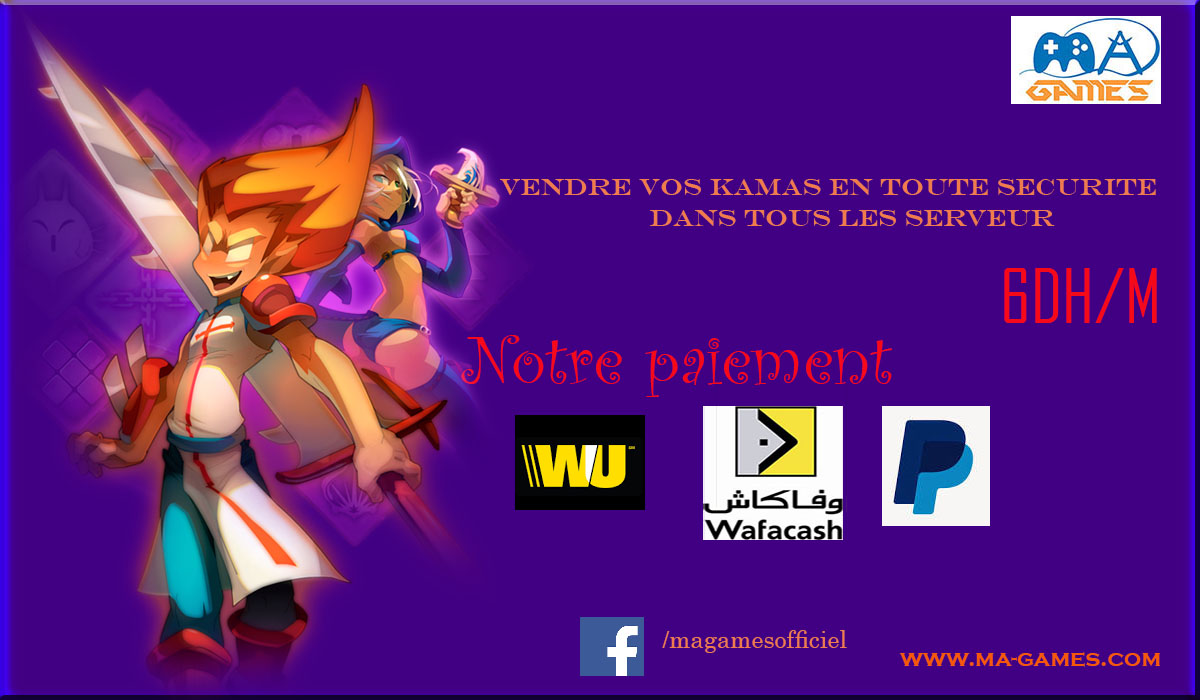 MA
GAMES
VENDRE VOS KAMAS EN TOUTE SECURITE
DANS TOUS LES SERVEUR
6DH/M
Notre paiement
WU
وفاكاش
Wafacash
/magamesofficiel
WWW.MA-GAMES.COM